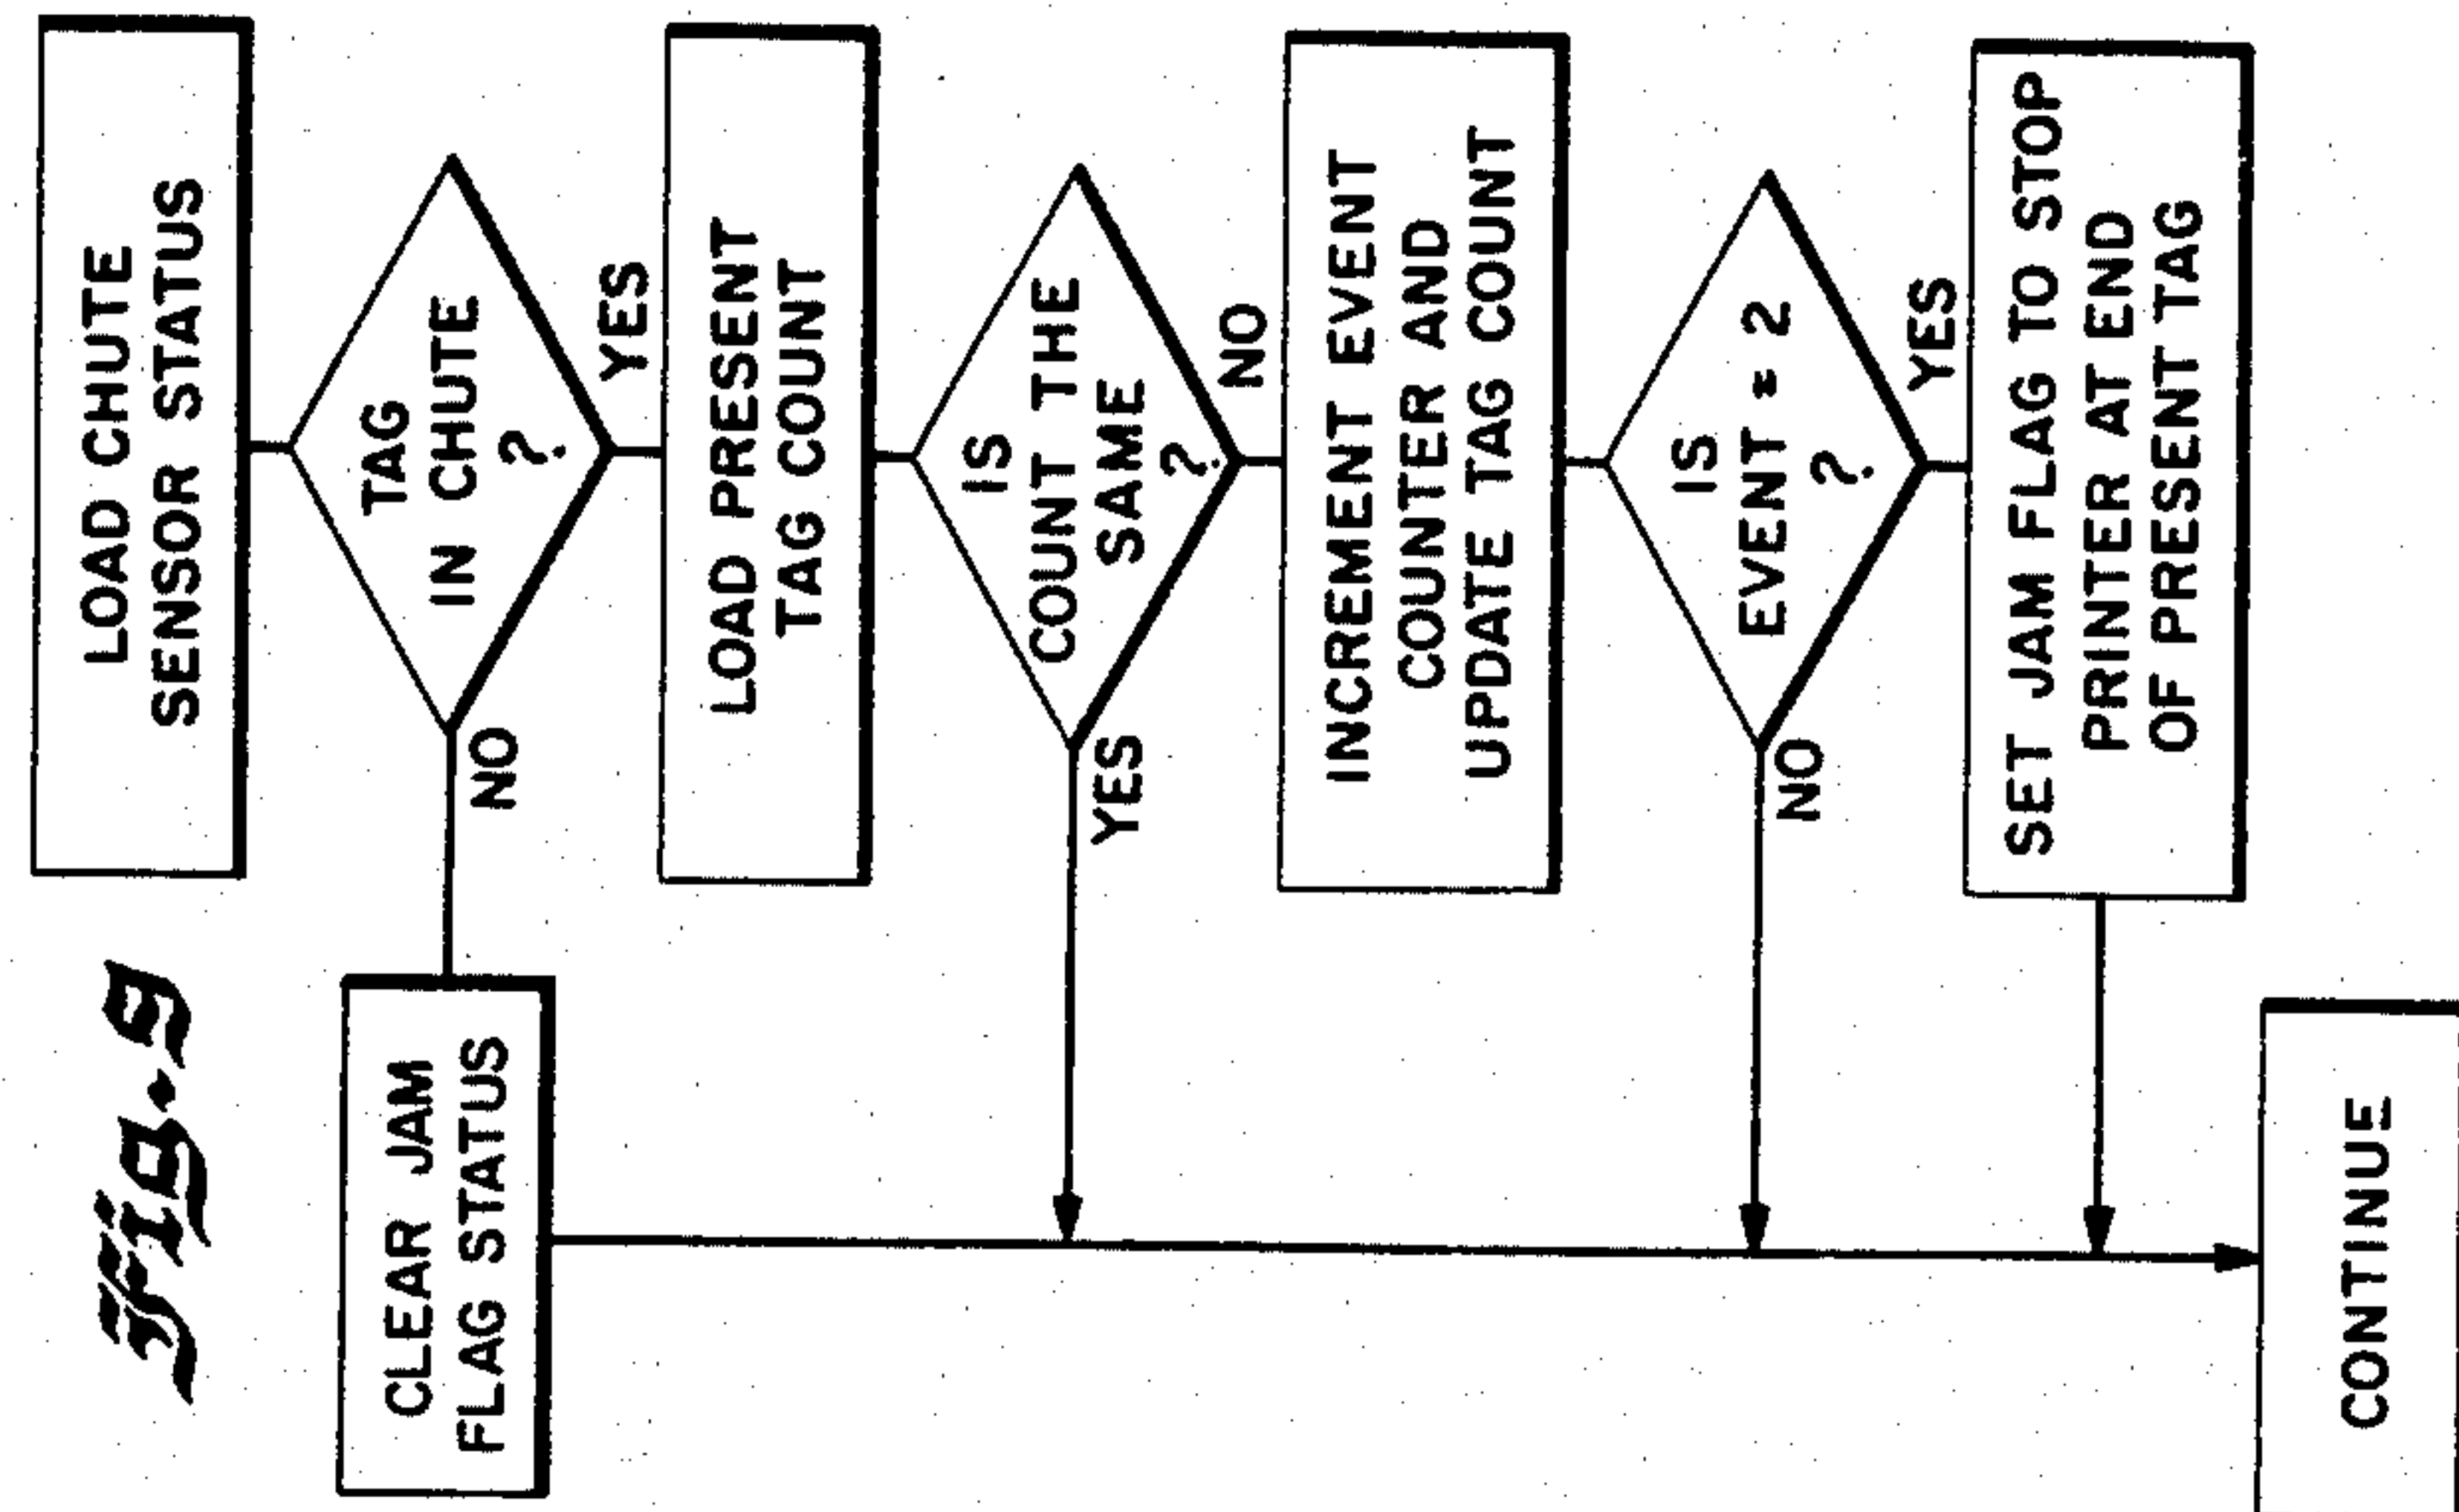 Fig. 9
LOAD CHUTE
SENSOR STATUS
TAG
IN CHUTE
?
NO
YES
CLEAR JAM
FLAG STATUS
LOAD PRESENT
TAG COUNT
IS
COUNT THE
SAME
?
YES
NO
INCREMENT EVENT
COUNTER AND
UPDATE TAG COUNT
IS
EVENT = 2
?
NO
YES
SET JAM FLAG TO STOP
PRINTER AT END
OF PRESENT TAG
CONTINUE